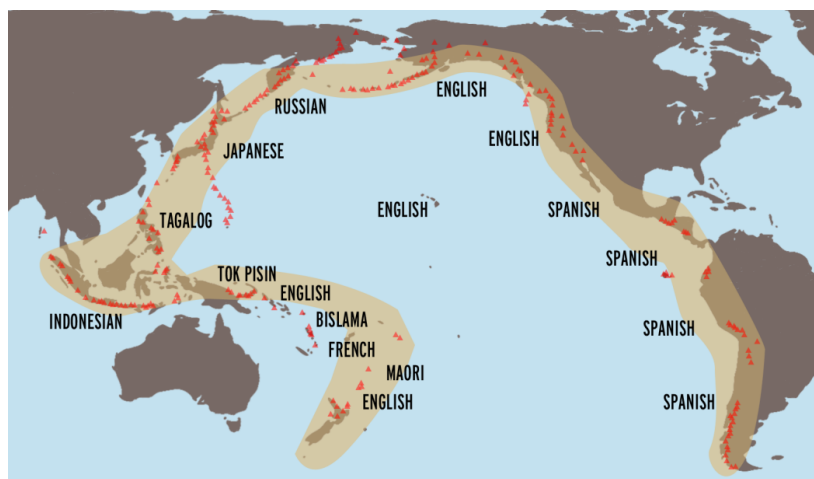 ENGLISH
RUSSIAN
ENGLISH
JAPANESE
ENGLISH
SPANISH
TAGALOG
SPANISH
TOK PISIN
ENGLISH
INDONESIAN
BISLAMA
SPANISH
FRENCH
MAORI
ENGLISH
SPANISH